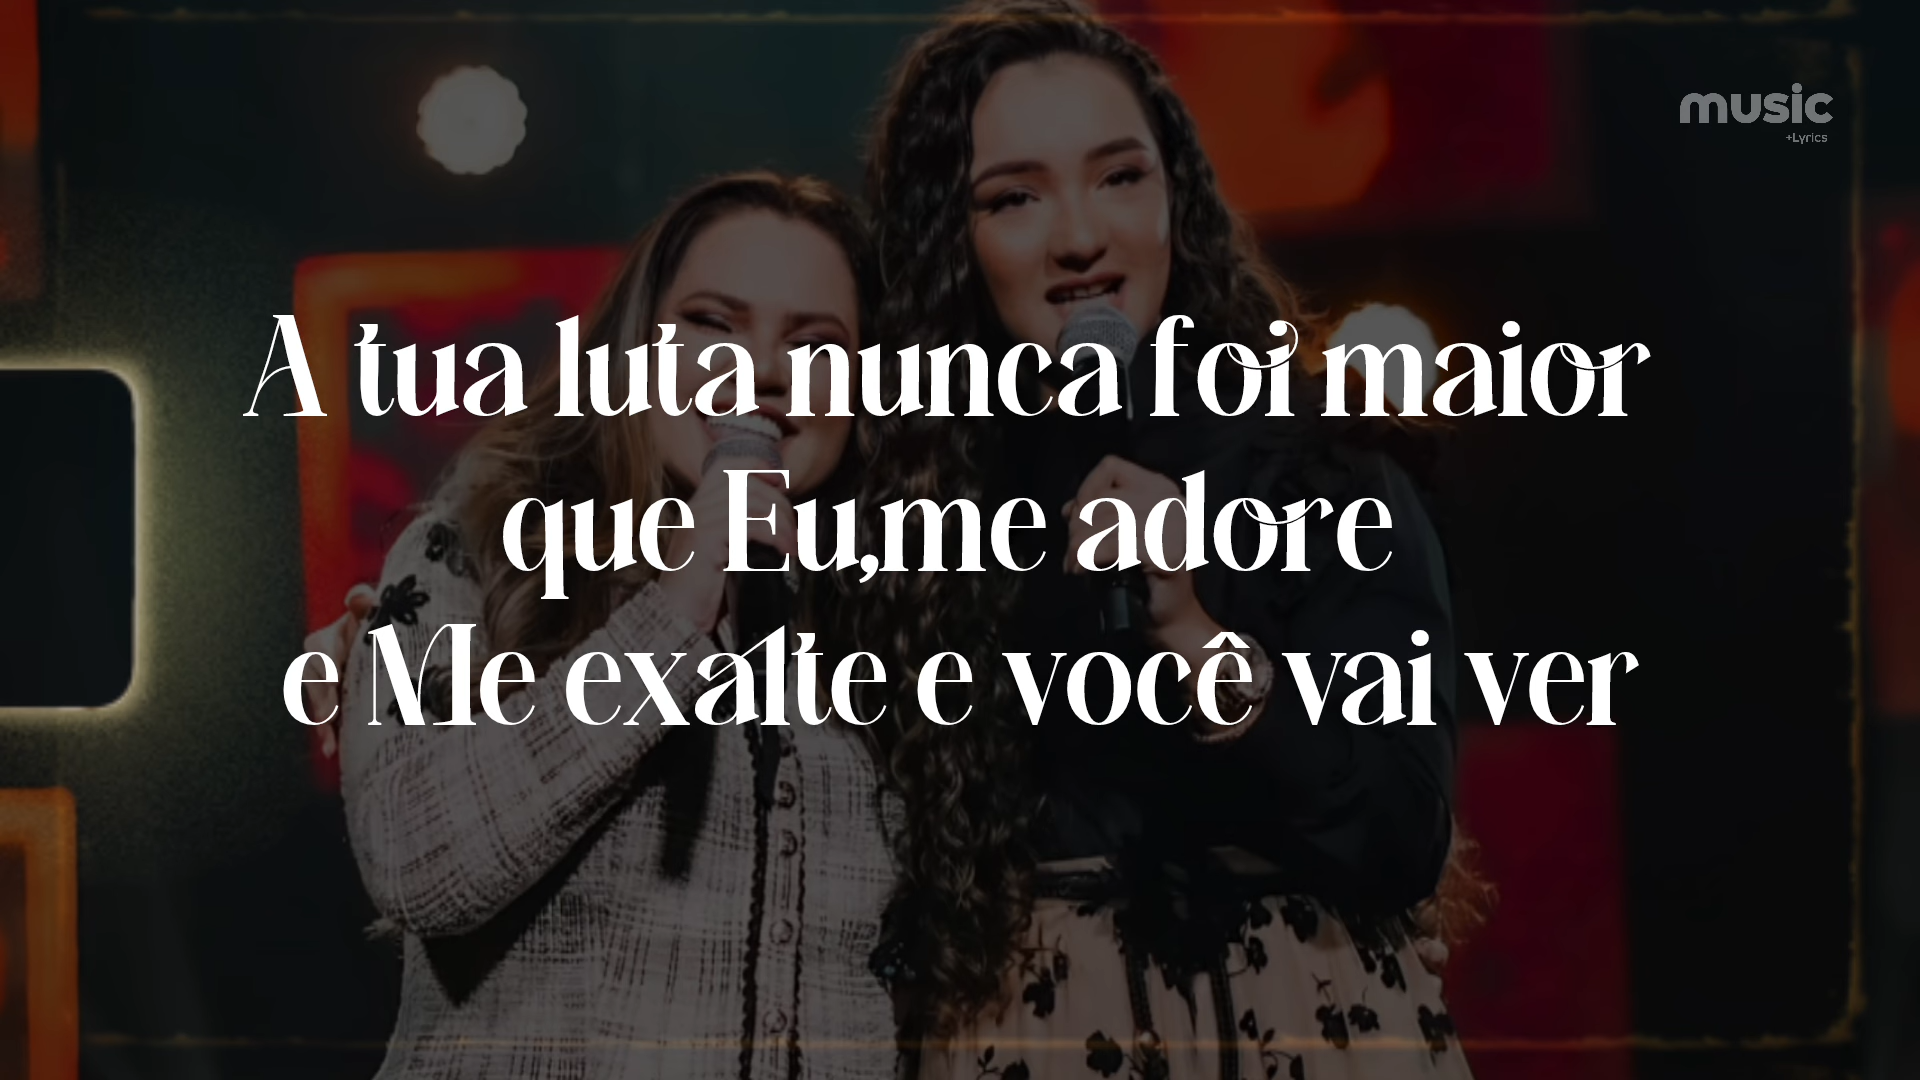 music
+Lyrics
A tua luta nunca foi maior
que Eu,me adore
e Me exalte e você vai ver